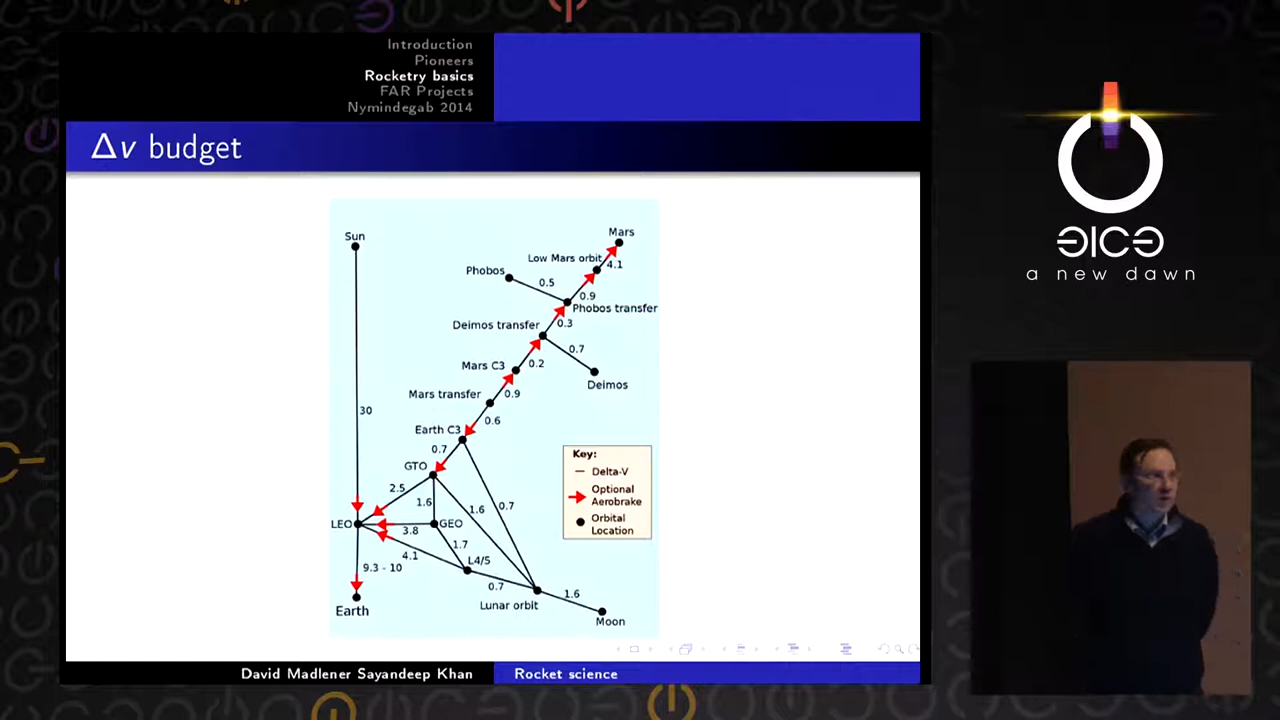 Introduction
Pioneers
Rocketry basics
FAR Projects
Nymindegab 2014
Δv budget
Sun
Mars
Low Mars orbit
4.1
Phobos
0.5
0.9
Phobos transfer
Deimos transfer
0.3
0.7
Mars C3
0.2
Deimos
Mars transfer
0.9
0.6
30
Earth C3
0.7
GTO
2.5
1.6
1.6
0.7
Key:
Delta-V
Optional
Aerobrake
Orbital
Location
LEO
3.8
GEO
4.1
1.7
L4/5
9.3 - 10
0.7
Lunar orbit
1.6
Earth
Moon
David Madlener Sayandeep Khan
Rocket science
a new dawn